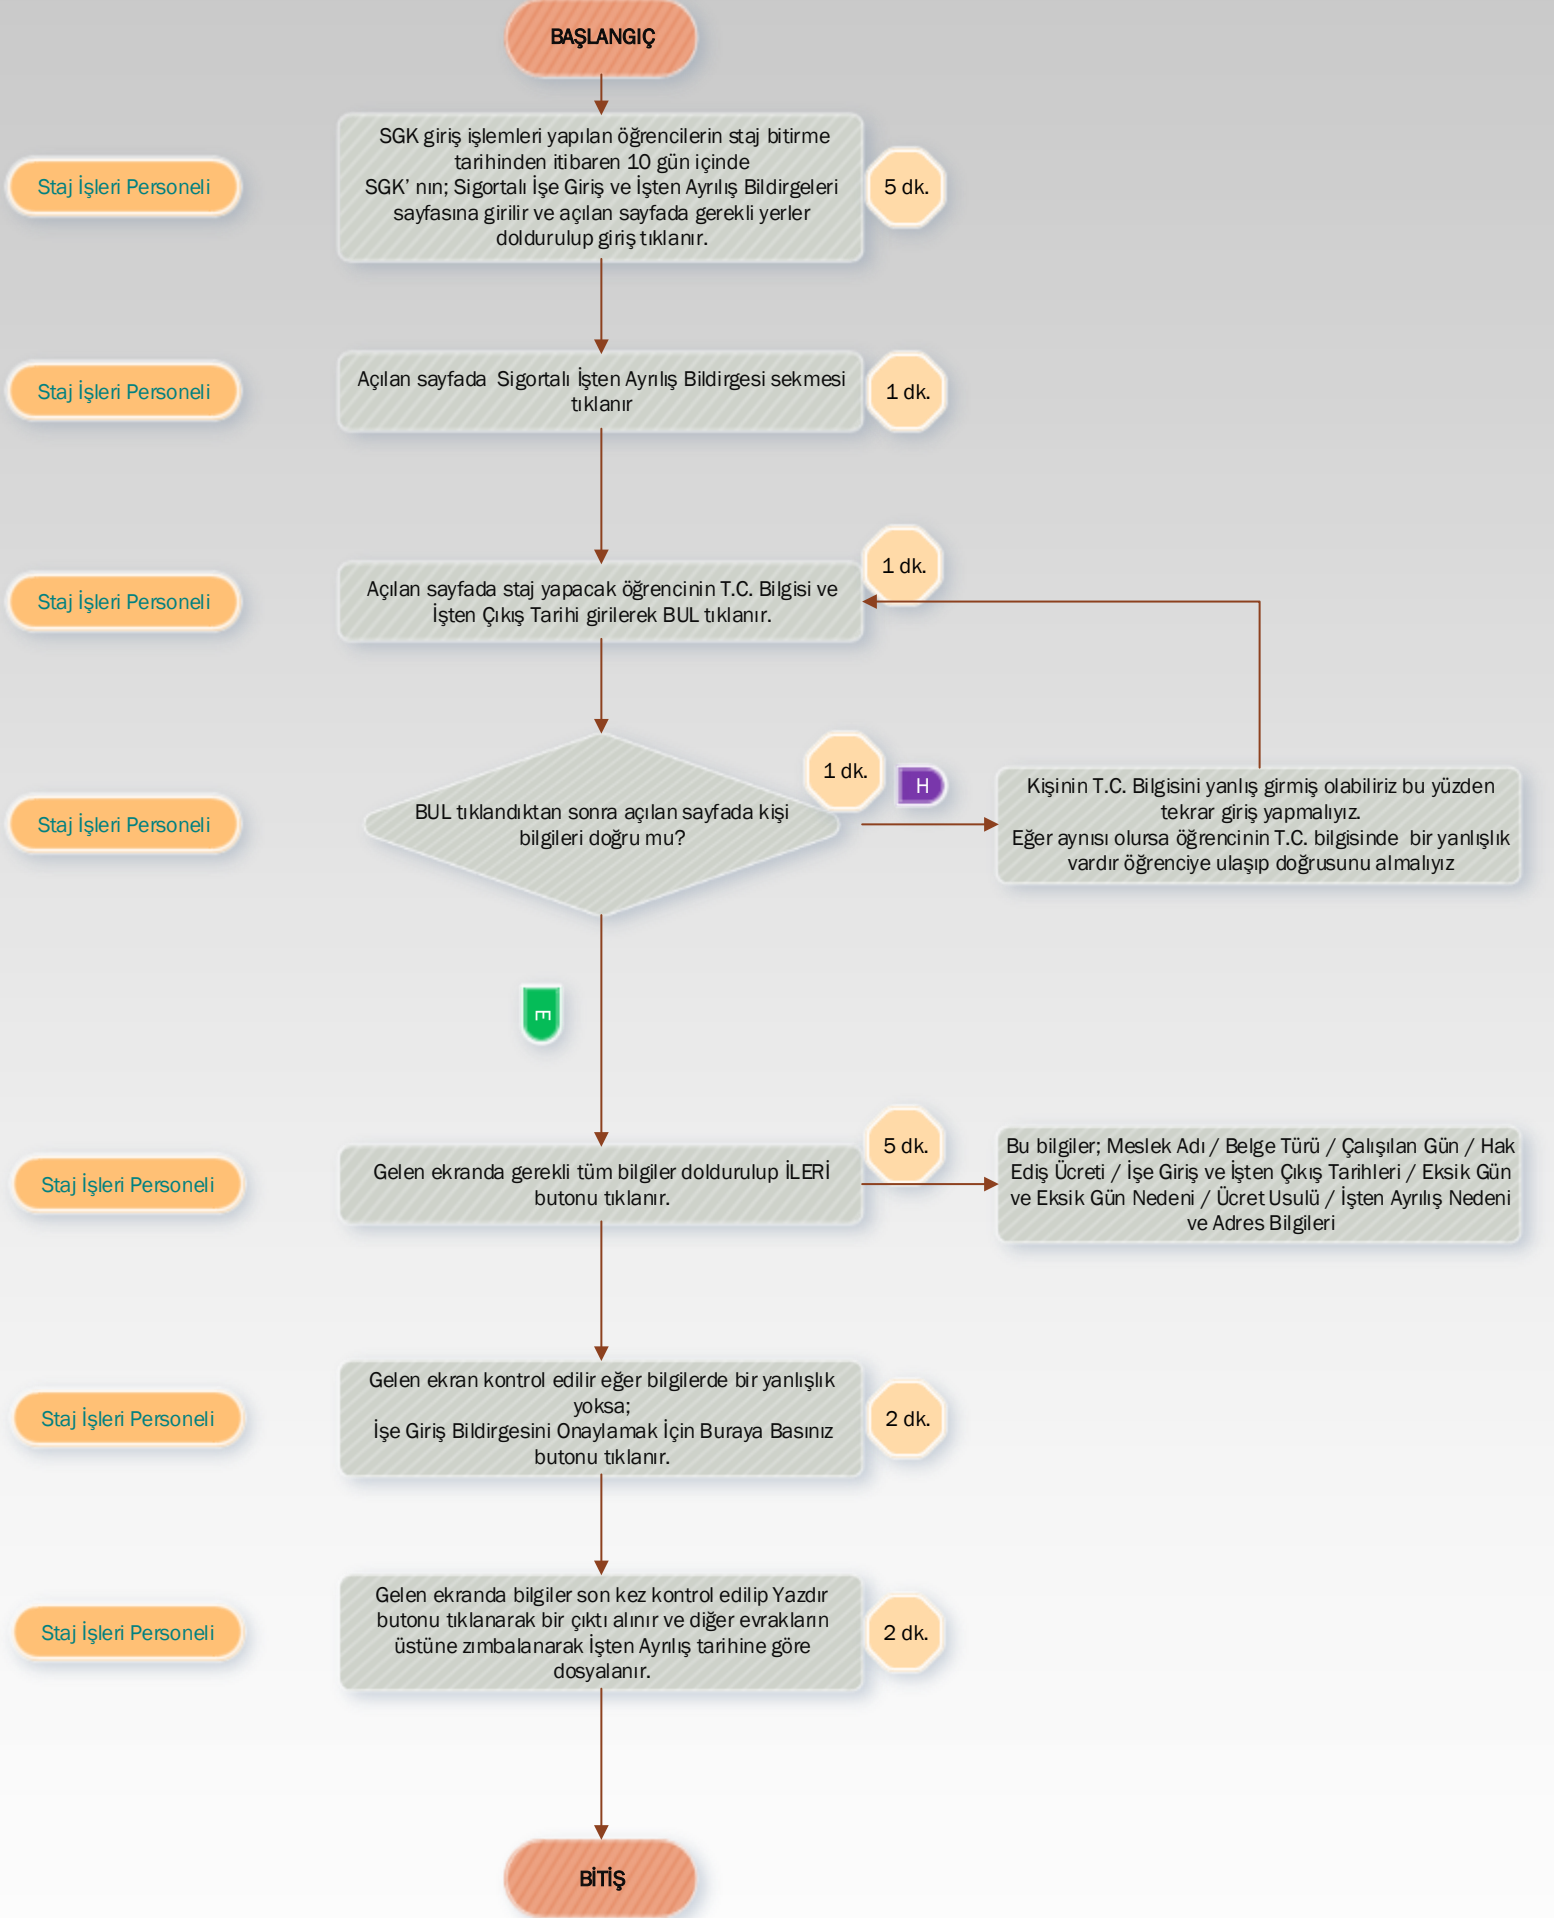 BAŞLANGIÇ
SGK giriş işlemleri yapılan öğrencilerin staj bitirme
tarihinden itibaren 10 gün içinde
SGK’ nın; Sigortalı İşe Giriş ve İşten Ayrılış Bildirgeleri
sayfasına girilir ve açılan sayfada gerekli yerler
doldurulup giriş tıklanır.
Staj İşleri Personeli
5 dk.
Açılan sayfada  Sigortalı İşten Ayrılış Bildirgesi sekmesi
tıklanır
Staj İşleri Personeli
1 dk.
Açılan sayfada staj yapacak öğrencinin T.C. Bilgisi ve
İşten Çıkış Tarihi girilerek BUL tıklanır.
Staj İşleri Personeli
1 dk.
BUL tıklandıktan sonra açılan sayfada kişi
bilgileri doğru mu?
Staj İşleri Personeli
1 dk.
H
Kişinin T.C. Bilgisini yanlış girmiş olabiliriz bu yüzden
tekrar giriş yapmalıyız.
Eğer aynısı olursa öğrencinin T.C. bilgisinde  bir yanlışlık
vardır öğrenciye ulaşıp doğrusunu almalıyız
E
Gelen ekranda gerekli tüm bilgiler doldurulup İLERİ
butonu tıklanır.
Staj İşleri Personeli
5 dk.
Bu bilgiler; Meslek Adı / Belge Türü / Çalışılan Gün / Hak
Ediş Ücreti / İşe Giriş ve İşten Çıkış Tarihleri / Eksik Gün
ve Eksik Gün Nedeni / Ücret Usulü / İşten Ayrılış Nedeni
ve Adres Bilgileri
Gelen ekran kontrol edilir eğer bilgilerde bir yanlışlık
yoksa;
İşe Giriş Bildirgesini Onaylamak İçin Buraya Basınız
butonu tıklanır.
Staj İşleri Personeli
2 dk.
Gelen ekranda bilgiler son kez kontrol edilip Yazdır
butonu tıklanarak bir çıktı alınır ve diğer evrakların
üstüne zımbalanarak İşten Ayrılış tarihine göre
dosyalanır.
Staj İşleri Personeli
2 dk.
BİTİŞ